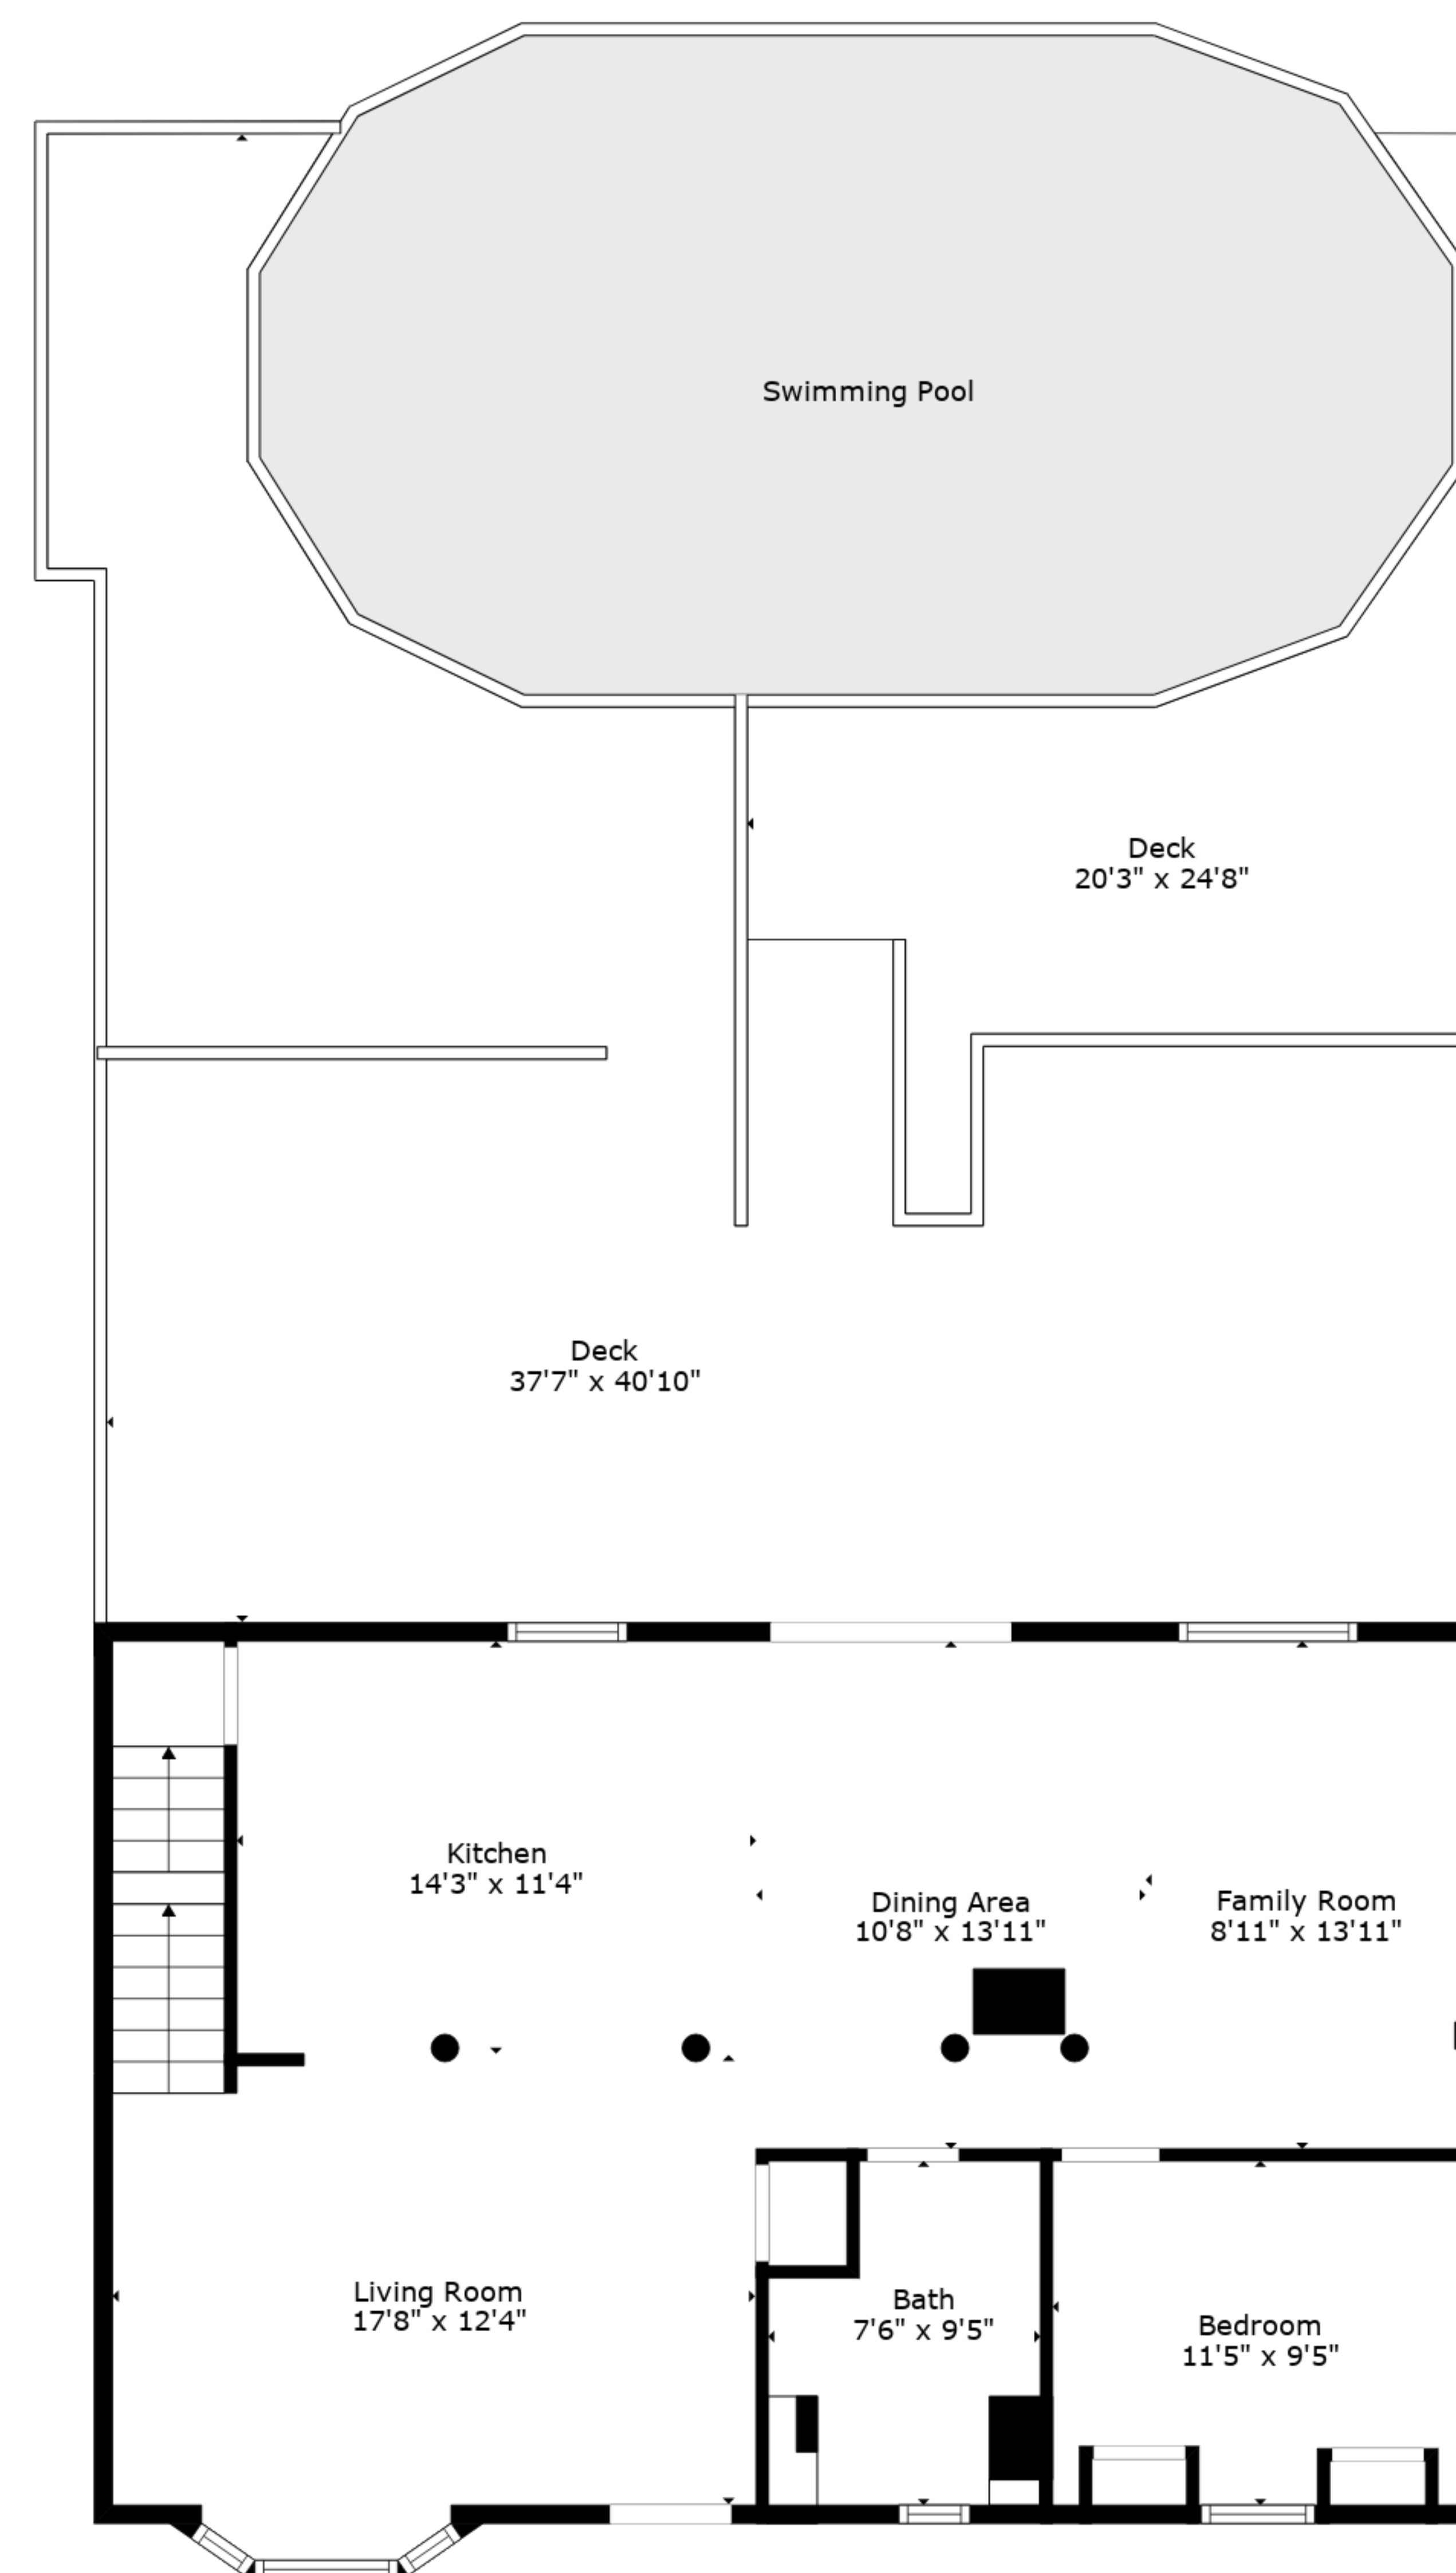 Swimming Pool
Deck
20'3" x 24'8"
Deck
37'7" x 40'10"
Kitchen
14'3" x 11'4"
Dining Area
10'8" x 13'11"
Family Room
8'11" x 13'11"
Living Room
17'8" x 12'4"
Bath
7'6" x 9'5"
Bedroom
11'5" x 9'5"